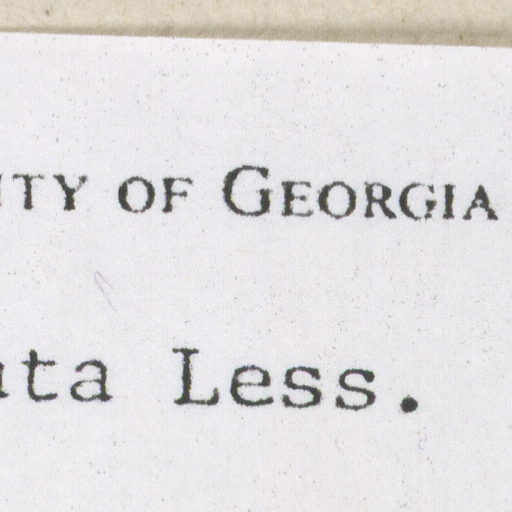 ITY OF GEORGIA
ata Less.